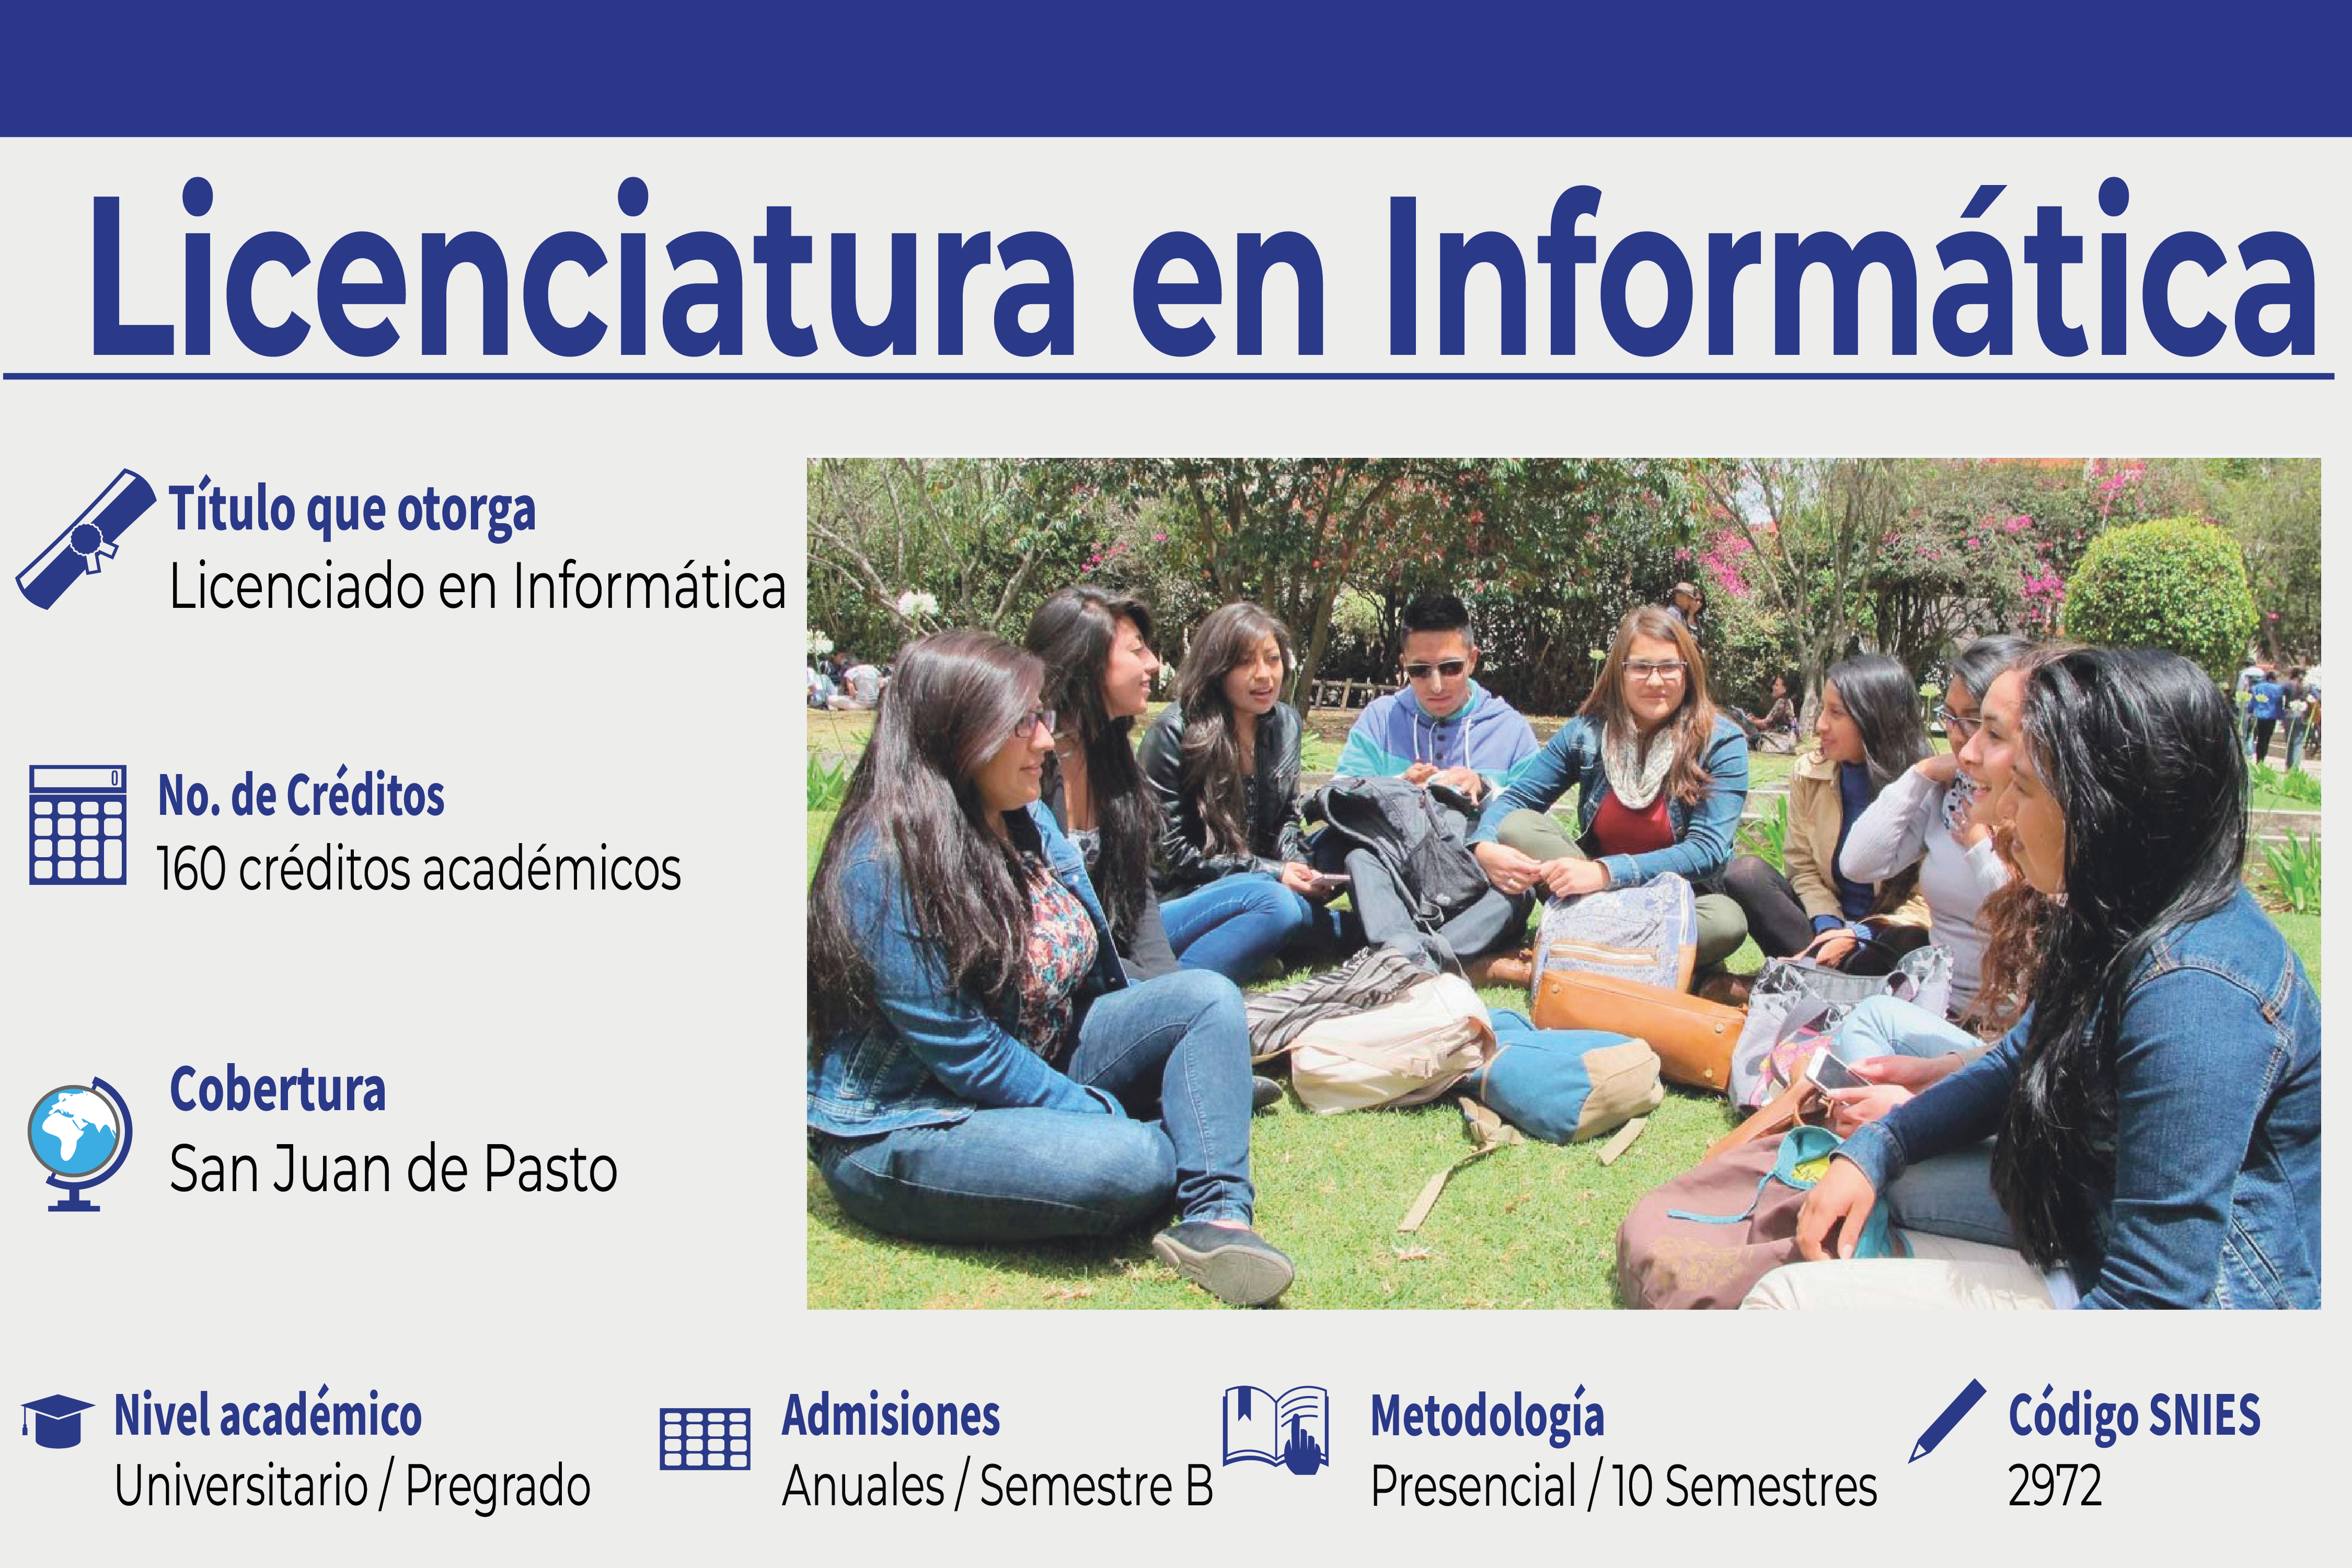 Licenciatura en Informática
Título que otorga
Licenciado en Informática
No. de Créditos
160 créditos académicos
Cobertura
San Juan de Pasto
Nivel académico
Universitario / Pregrado
Admisiones
Anuales / Semestre B
Metodología
Presencial / 10 Semestres
Código SNIES
2972